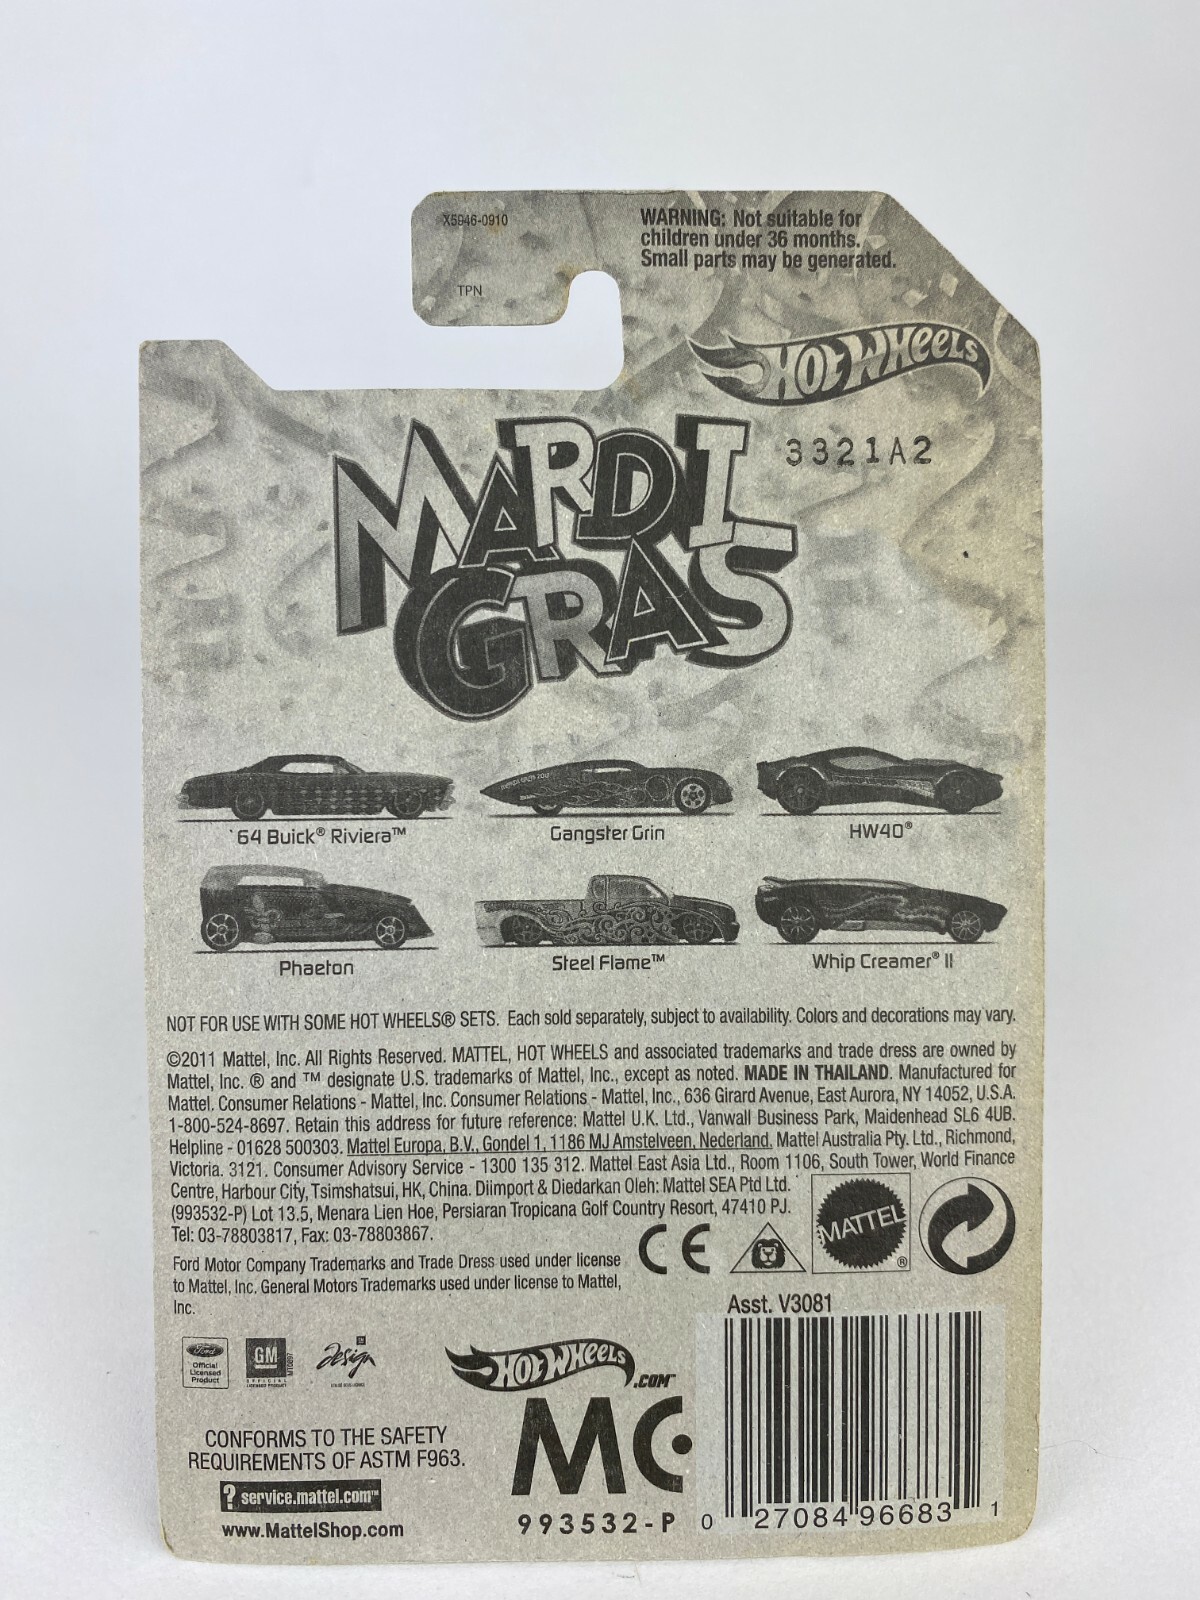 X5946-0910
TPN
WARNING: Not suitable for
children under 36 months.
Small parts may be generated.
HOT WHEELS
3321A2
MARDI
GRAS
'64 Buick® Riviera™
Gangster Grin
HW40®
Phaeton
Steel Flame™
Whip Creamer® II
NOT FOR USE WITH SOME HOT WHEELS® SETS. Each sold separately, subject to availability. Colors and decorations may vary.
©2011 Mattel, Inc. All Rights Reserved. MATTEL, HOT WHEELS and associated trademarks and trade dress are owned by
Mattel, Inc. ® and ™ designate U.S. trademarks of Mattel, Inc., except as noted. MADE IN THAILAND. Manufactured for
Mattel. Consumer Relations - Mattel, Inc. Consumer Relations - Mattel, Inc., 636 Girard Avenue, East Aurora, NY 14052, U.S.A.
1-800-524-8697. Retain this address for future reference: Mattel U.K. Ltd., Vanwall Business Park, Maidenhead SL6 4UB.
Helpline - 01628 500303. Mattel Europa, B.V., Gondel 1, 1186 MJ Amstelveen, Nederland. Mattel Australia Pty. Ltd., Richmond,
Victoria. 3121. Consumer Advisory Service - 1300 135 312. Mattel East Asia Ltd., Room 1106, South Tower, World Finance
Centre, Harbour City, Tsimshatsui, HK, China. Diimport & Diedarkan Oleh: Mattel SEA Ptd Ltd.
(993532-P) Lot 13.5, Menara Lien Hoe, Persiaran Tropicana Golf Country Resort, 47410 PJ.
Tel: 03-78803817, Fax: 03-78803867.
CE
MATTEL®
Ford Motor Company Trademarks and Trade Dress used under license
to Mattel, Inc. General Motors Trademarks used under license to Mattel,
Inc.
Asst. V3081
Ford
Official
Licensed
Product
GM
OFFICIAL
LICENSED PRODUCT
GM
Design
HOT WHEELS
.COM™
MC
993532-P
CONFORMS TO THE SAFETY
REQUIREMENTS OF ASTM F963.
? service.mattel.com™
www.MattelShop.com
0 27084 96683 1